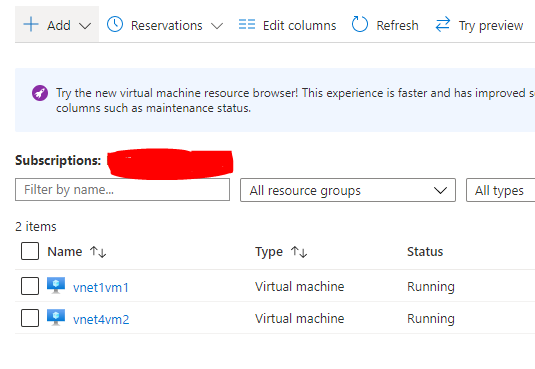 Add Reservations Edit columns Refresh Try preview
Try the new virtual machine resource browser! This experience is faster and has improved
columns such as maintenance status.
Subscriptions:
Filter by name... All resource groups All types
2 items
Name Type Status
vnet1vm1 Virtual machine Running
vnet4vm2 Virtual machine Running